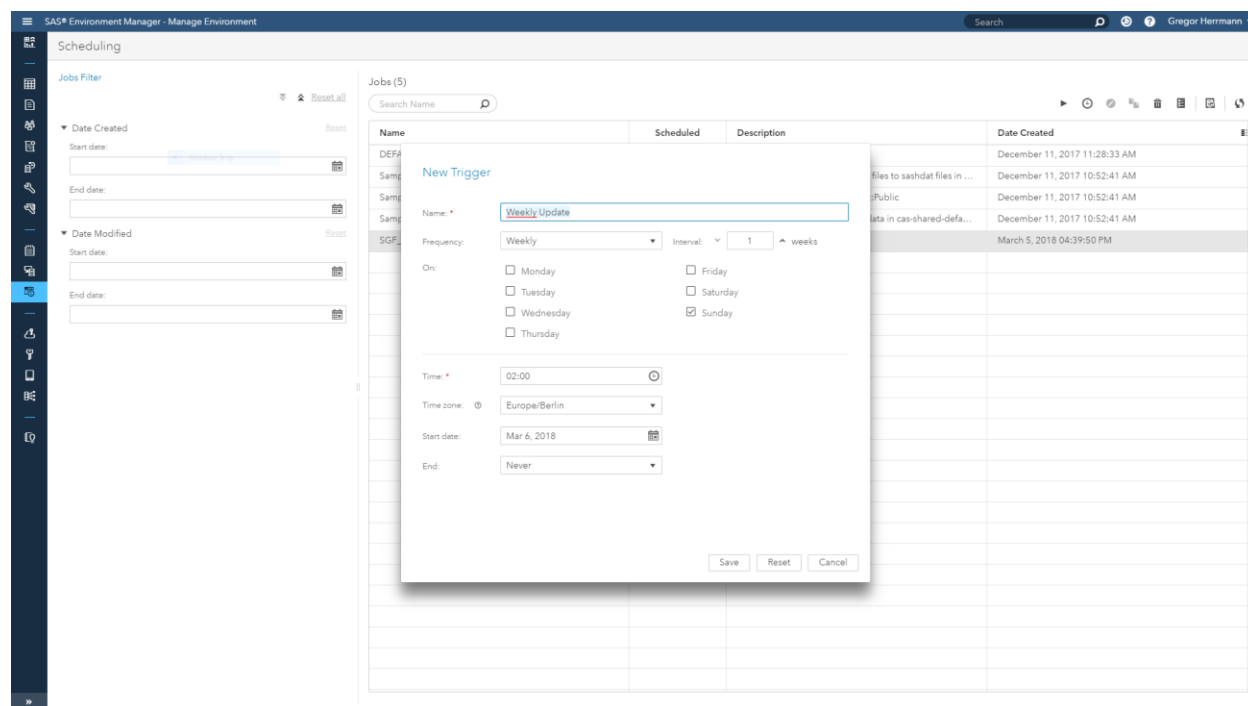 SAS® Environment Manager - Manage Environment
Search
Gregor Herrmann
Scheduling
Jobs Filter
Reset all
Date Created Reset
Start date:
End date:
Date Modified Reset
Start date:
End date:
Jobs (5)
Search Name
Name Scheduled Description Date Created
DEFA December 11, 2017 11:28:33 AM
Samp files to sashdat files in ... December 11, 2017 10:52:41 AM
Samp :Public December 11, 2017 10:52:41 AM
Samp data in cas-shared-defa... December 11, 2017 10:52:41 AM
SGF_ March 5, 2018 04:39:50 PM
New Trigger
Name: * Weekly Update
Frequency: Weekly Interval: 1 weeks
On: Monday Friday
Tuesday Saturday
Wednesday Sunday
Thursday
Time: * 02:00
Time zone: Europe/Berlin
Start date: Mar 6, 2018
End: Never
Save Reset Cancel